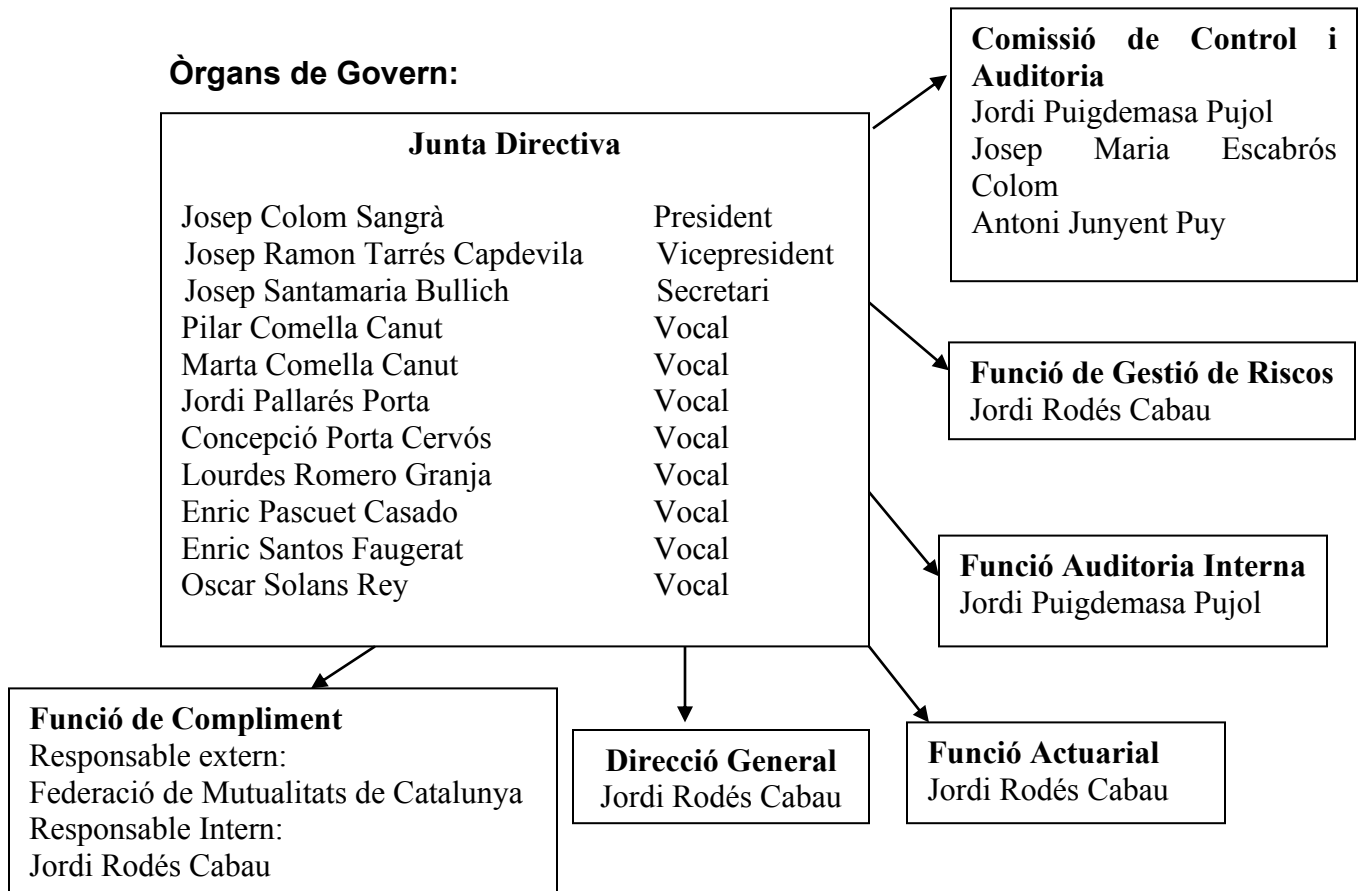 Òrgans de Govern:
Junta Directiva
Josep Colom Sangrà President
Josep Ramon Tarrés Capdevila Vicepresident
Josep Santamaria Bullich Secretari
Pilar Comella Canut Vocal
Marta Comella Canut Vocal
Jordi Pallarés Porta Vocal
Concepció Porta Cervós Vocal
Lourdes Romero Granja Vocal
Enric Pascuet Casado Vocal
Enric Santos Faugerat Vocal
Oscar Solans Rey Vocal
Comissió de Control i
Auditoria
Jordi Puigdemasa Pujol
Josep Maria Escabrós
Colom
Antoni Junyent Puy
Funció de Gestió de Riscos
Jordi Rodés Cabau
Funció Auditoria Interna
Jordi Puigdemasa Pujol
Funció de Compliment
Responsable extern:
Federació de Mutualitats de Catalunya
Responsable Intern:
Jordi Rodés Cabau
Direcció General
Jordi Rodés Cabau
Funció Actuarial
Jordi Rodés Cabau